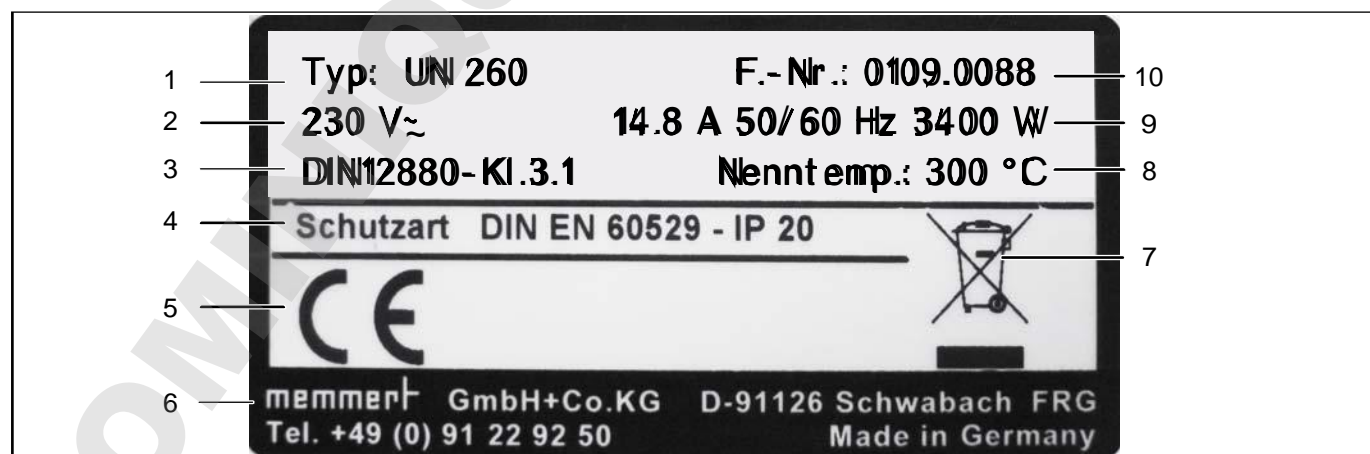 1 Typ: UN 260 F.-Nr.: 0109.0088 10
2 230 V~ 14.8 A 50/60 Hz 3400 W 9
3 DIN12880-Kl.3.1 Nenntemp.: 300 °C 8
4 Schutzart DIN EN 60529 - IP 20
7
5 CE
6 memmert GmbH+Co.KG D-91126 Schwabach FRG
Tel. +49 (0) 91 22 92 50 Made in Germany